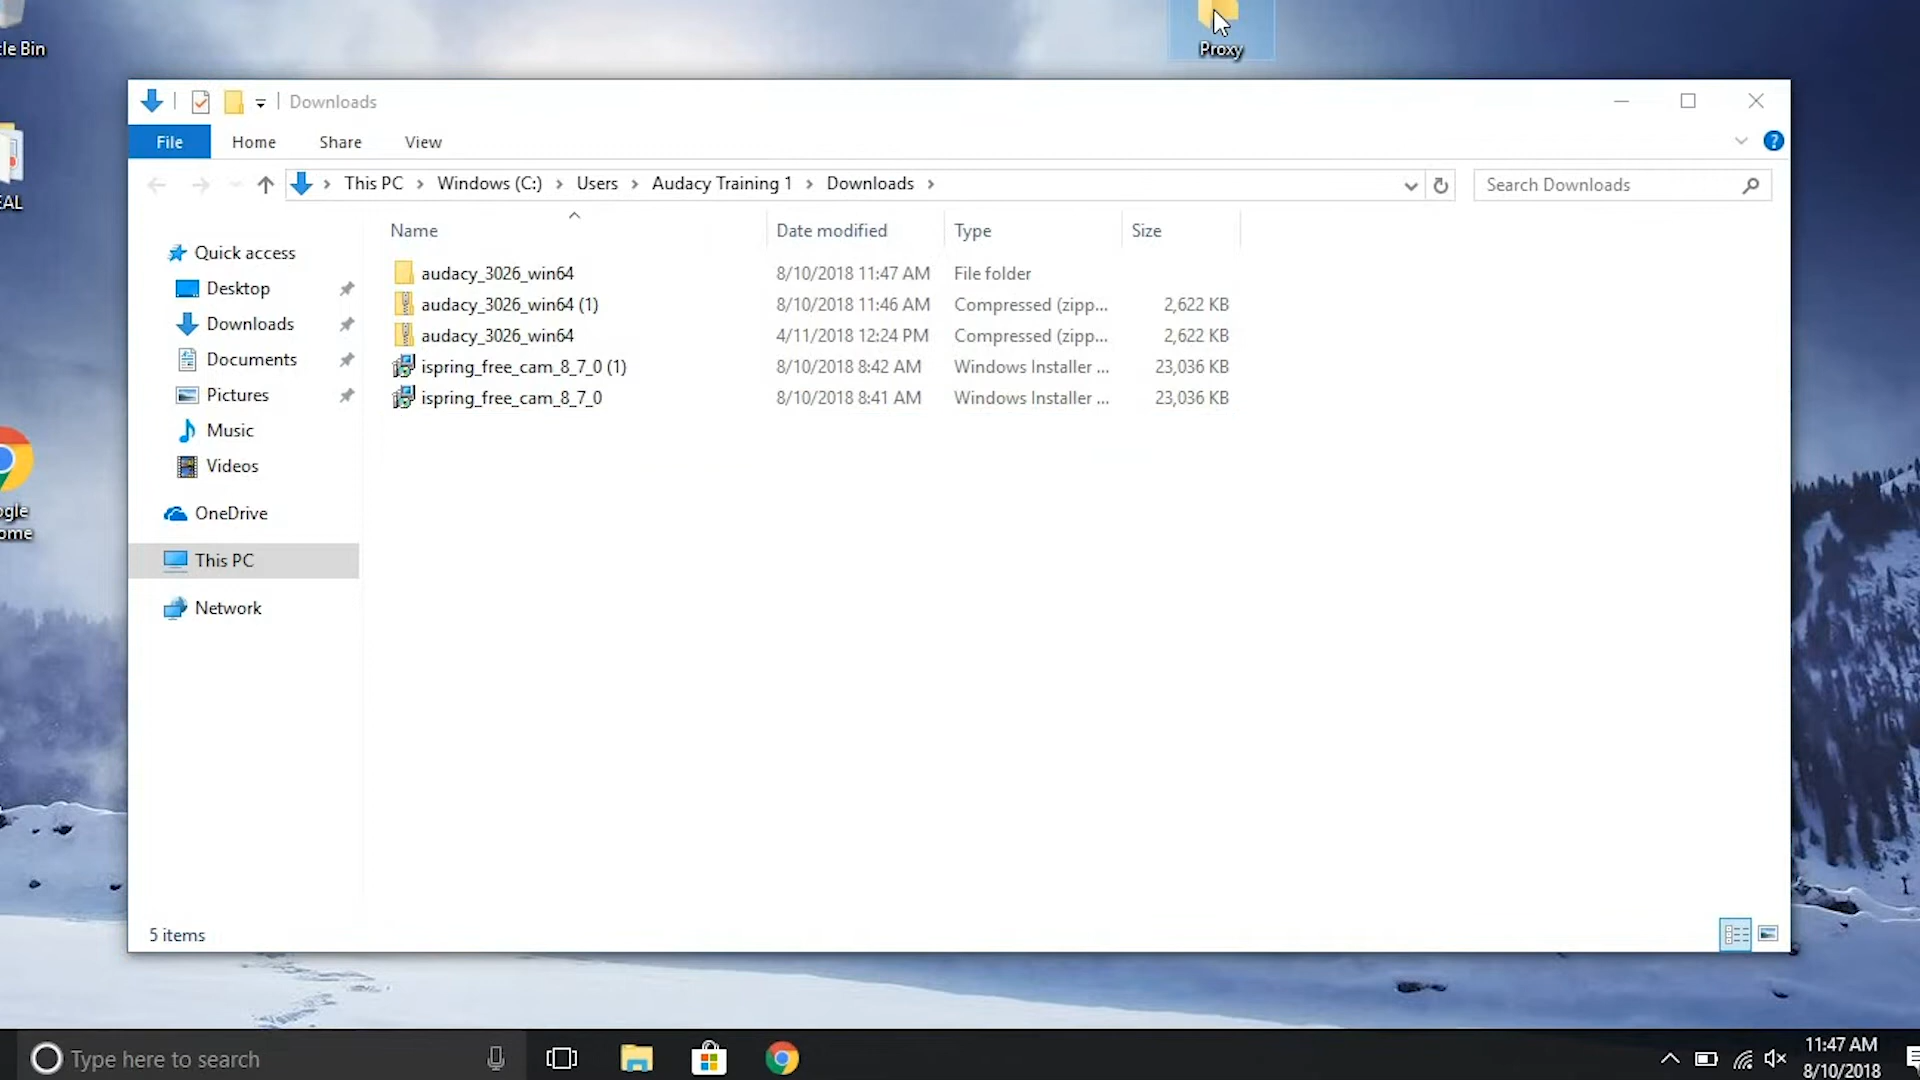 cle Bin
Proxy
EAL
ogle
ome
Downloads
File Home Share View
?
This PC > Windows (C:) > Users > Audacy Training 1 > Downloads >
Search Downloads
Name Date modified Type Size
Quick access
Desktop
Downloads
Documents
Pictures
Music
Videos
OneDrive
This PC
Network
audacy_3026_win64 8/10/2018 11:47 AM File folder
audacy_3026_win64 (1) 8/10/2018 11:46 AM Compressed (zipp... 2,622 KB
audacy_3026_win64 4/11/2018 12:24 PM Compressed (zipp... 2,622 KB
ispring_free_cam_8_7_0 (1) 8/10/2018 8:42 AM Windows Installer ... 23,036 KB
ispring_free_cam_8_7_0 8/10/2018 8:41 AM Windows Installer ... 23,036 KB
5 items
Type here to search
11:47 AM
8/10/2018